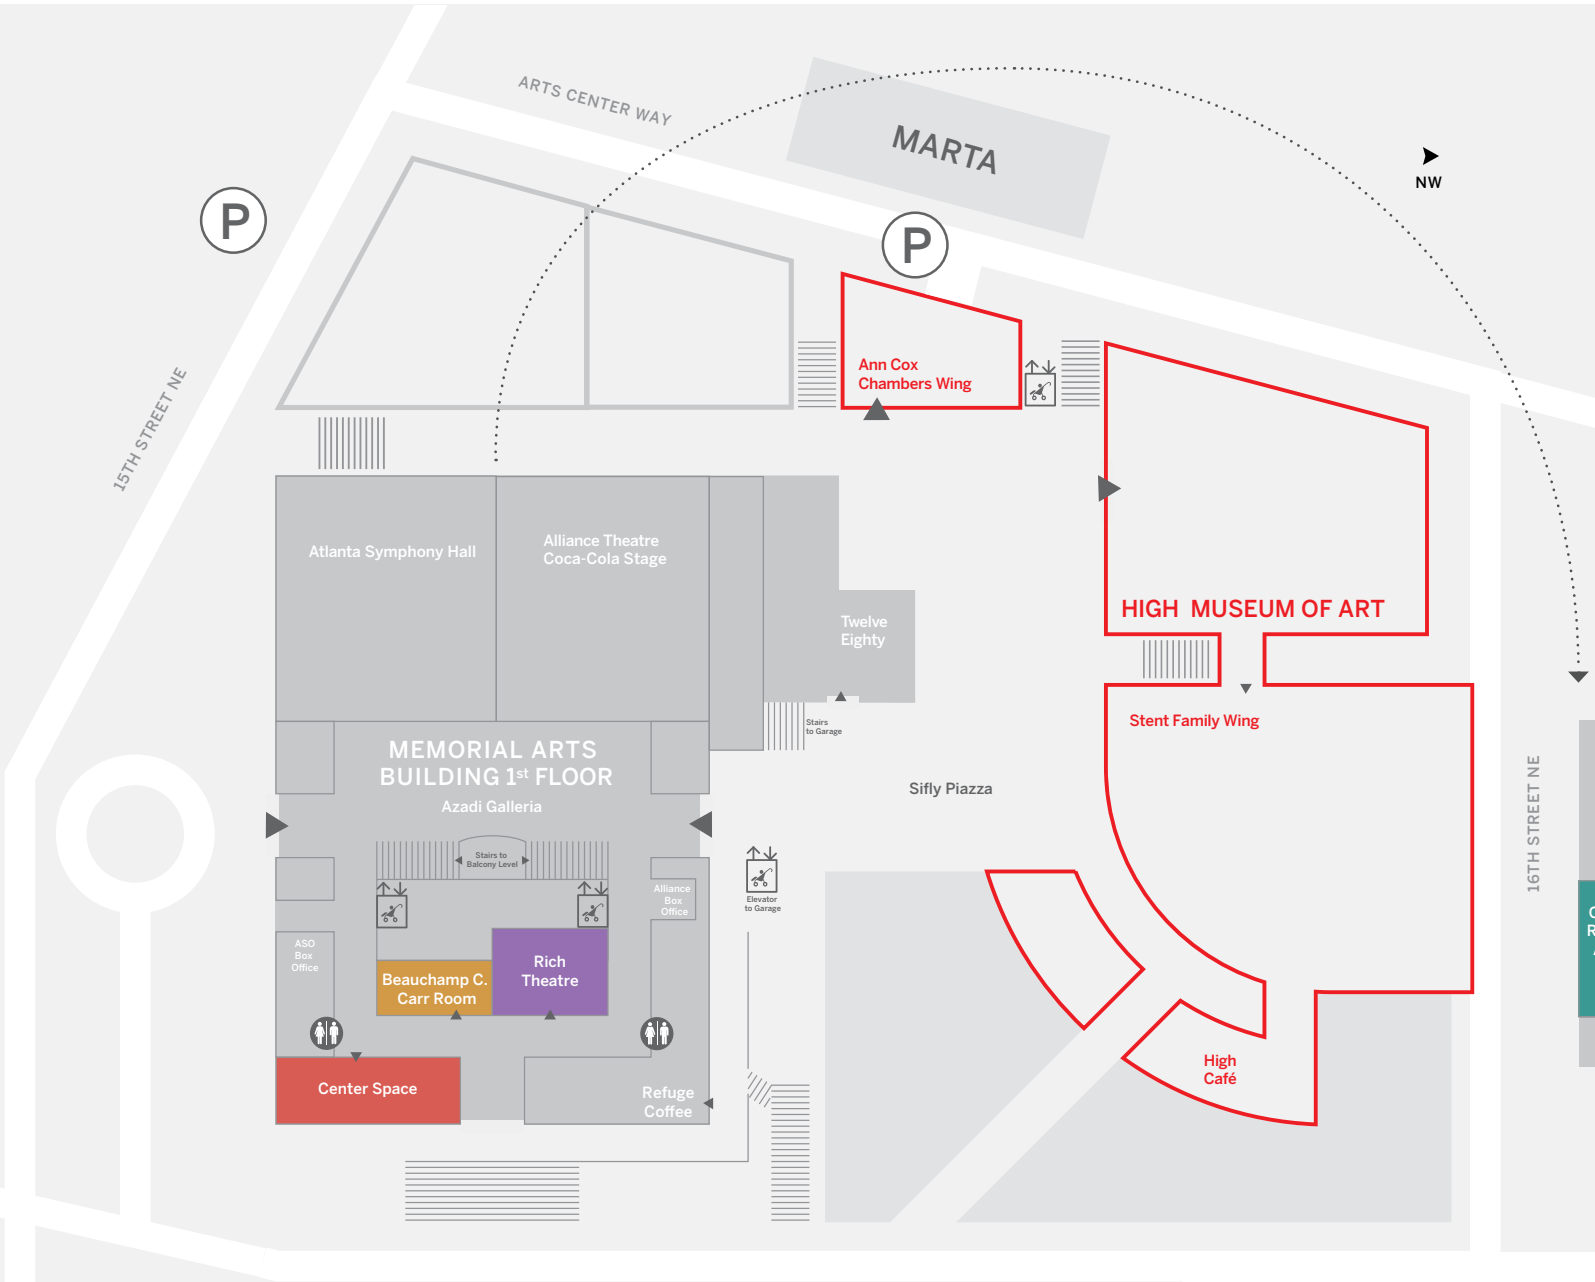 ARTS CENTER WAY
MARTA
NW
P
P
15TH STREET NE
Ann Cox
Chambers Wing
Atlanta Symphony Hall
Alliance Theatre
Coca-Cola Stage
Twelve
Eighty
HIGH MUSEUM OF ART
Stairs
to Garage
Stent Family Wing
MEMORIAL ARTS
BUILDING 1st FLOOR
Azadi Galleria
Sifly Piazza
16TH STREET NE
Stairs to
Balcony Level
Alliance
Box
Office
Elevator
to Garage
ASO
Box
Office
Beauchamp C.
Carr Room
Rich
Theatre
Center Space
Refuge
Coffee
High
Café